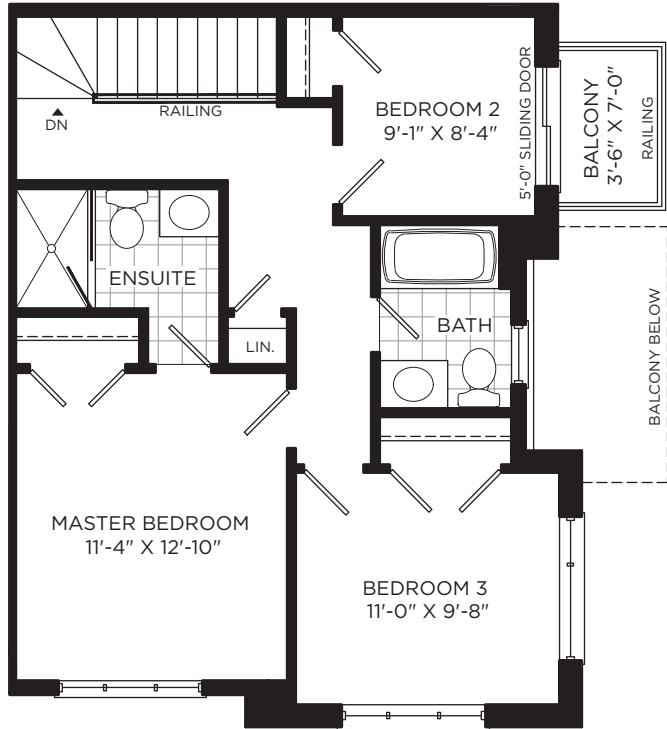 DN
RAILING
BEDROOM 2
9'-1" X 8'-4"
5'-0" SLIDING DOOR
BALCONY
3'-6" X 7'-0"
RAILING
ENSUITE
LIN.
BATH
BALCONY BELOW
MASTER BEDROOM
11'-4" X 12'-10"
BEDROOM 3
11'-0" X 9'-8"